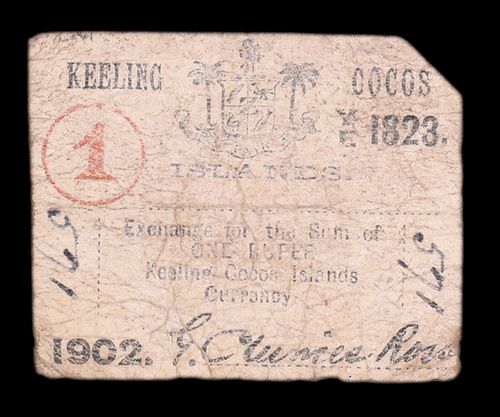 KEELING COCOS
EX 1823.
1
ISLANDS.
Exchange for the Sum of
ONE RUPEE
Keeling Cocos Islands
Currency.
1902. G. Clunies Ross